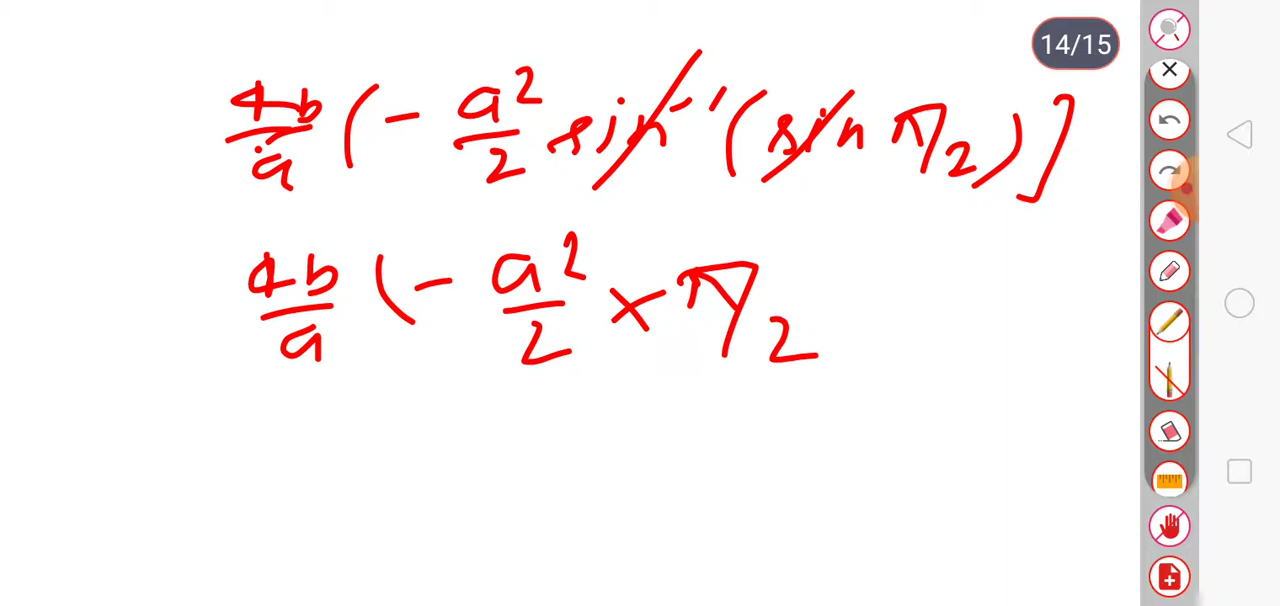 14/15
4b/a (- a²/2 sin⁻¹ (sin π/2)]
4b/a (- a²/2 × π/2